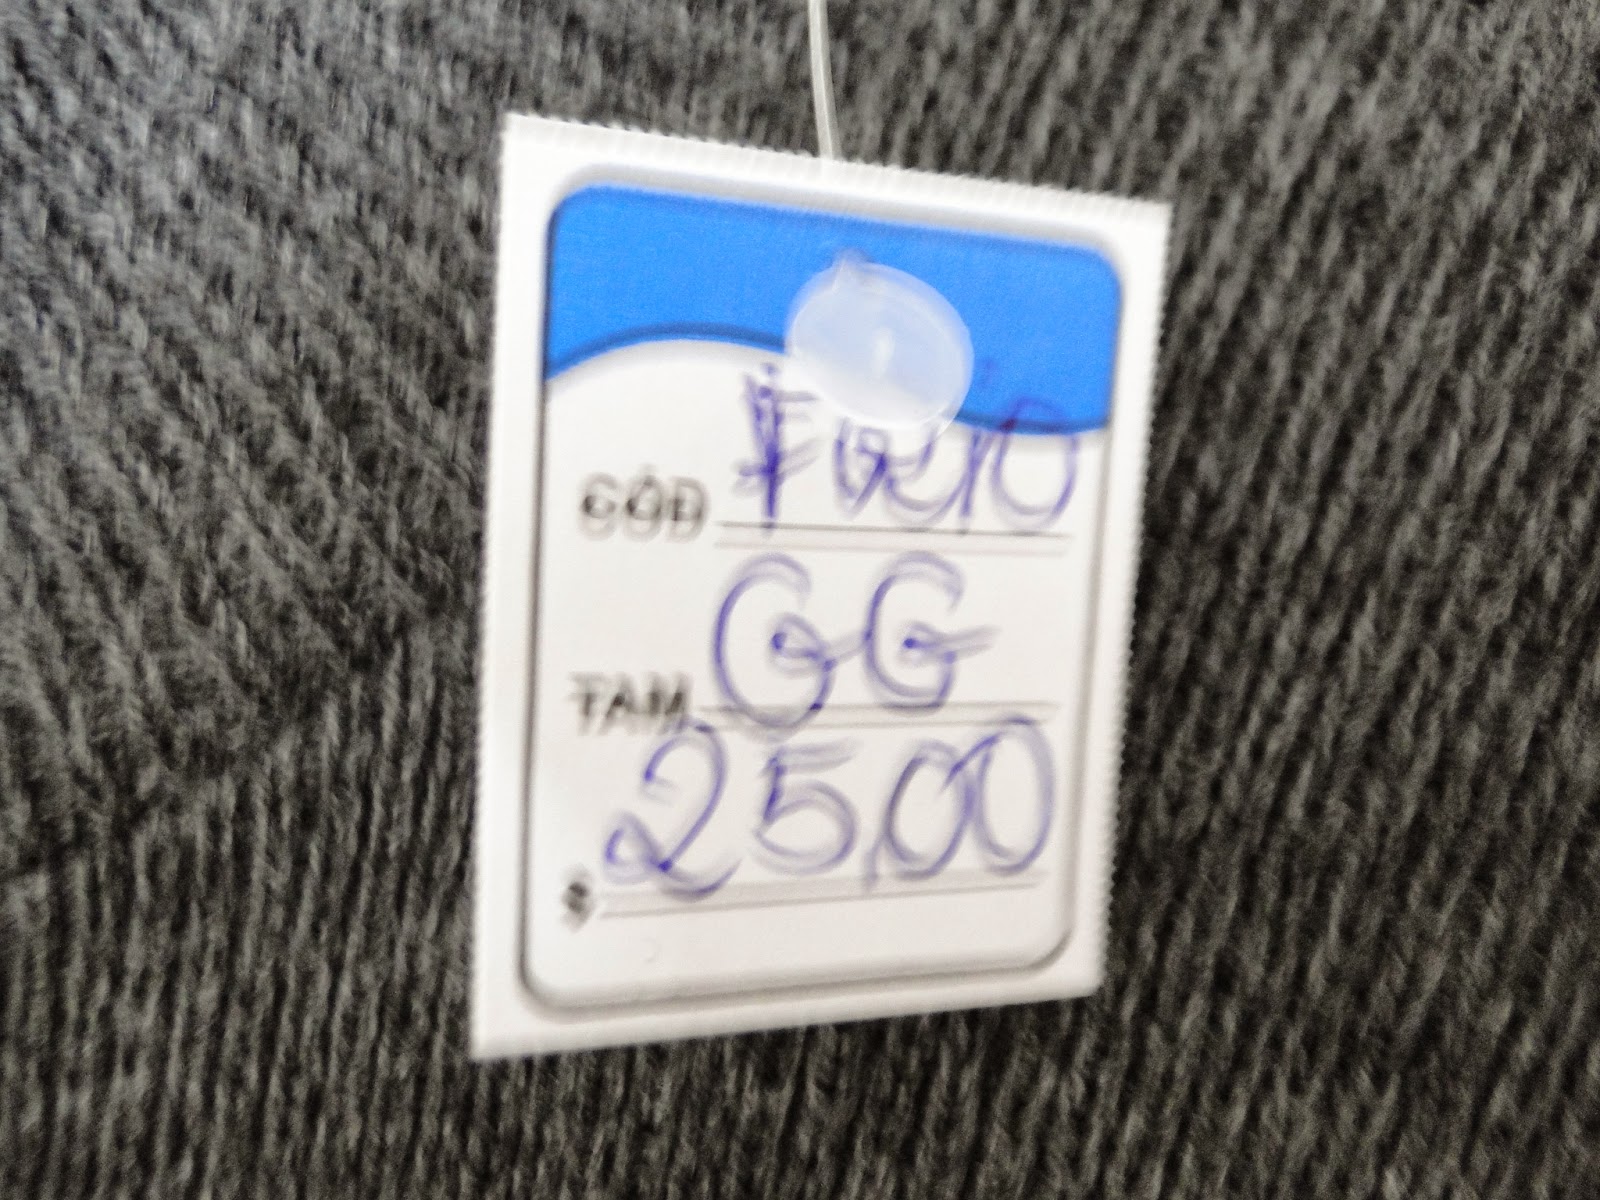 CÓD
TAM GG
$ 25,00